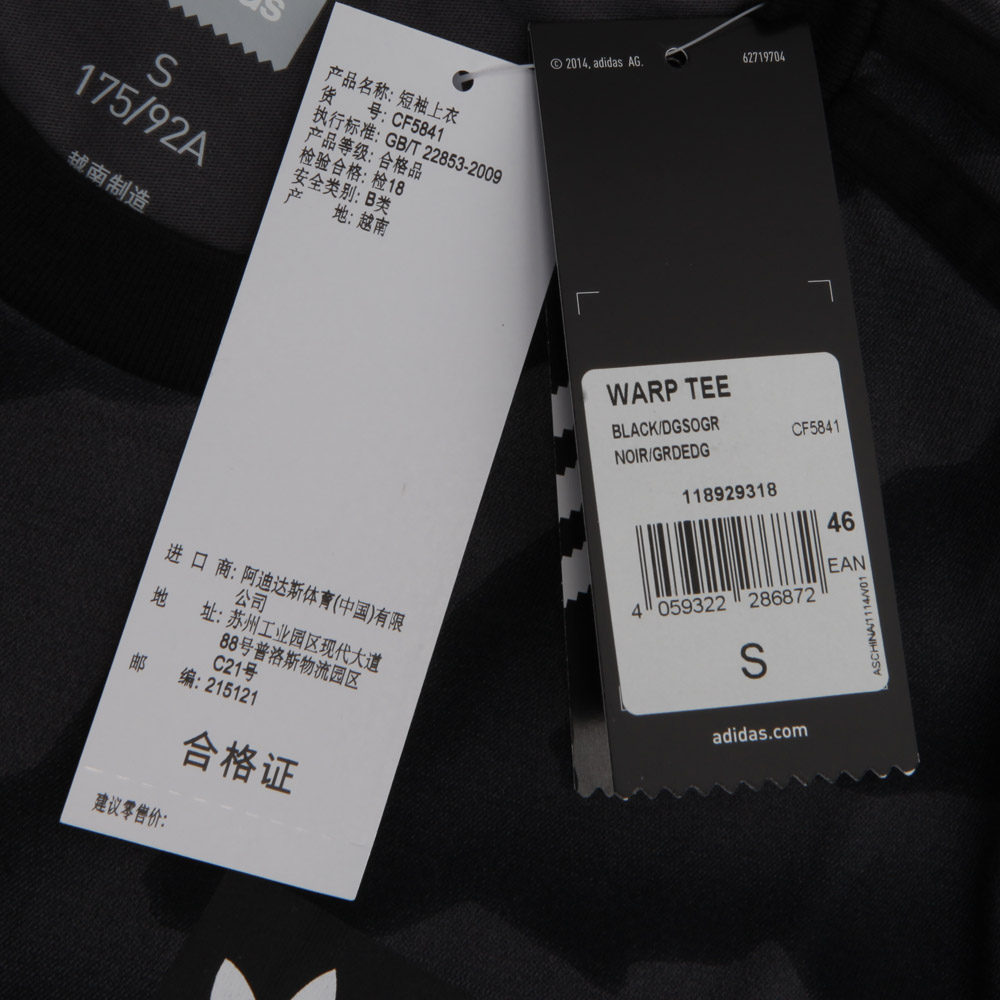 S
175/92A
越南制造
产品名称: 短袖上衣
货 号: CF5841
执行标准: GB/T 22853-2009
产品等级: 合格品
检验合格: 检18
安全类别: B类
产 地: 越南
进 口 商: 阿迪达斯体育(中国)有限
公司
地 址: 苏州工业园区现代大道
88号普洛斯物流园区
C21号
邮 编: 215121
合格证
建议零售价:
© 2014, adidas AG.
62719704
WARP TEE
BLACK/DGSOGR
CF5841
NOIR/GRDEDG
118929318
46
EAN
4 059322 286872
ASCHINA/1114/V01
S
adidas.com